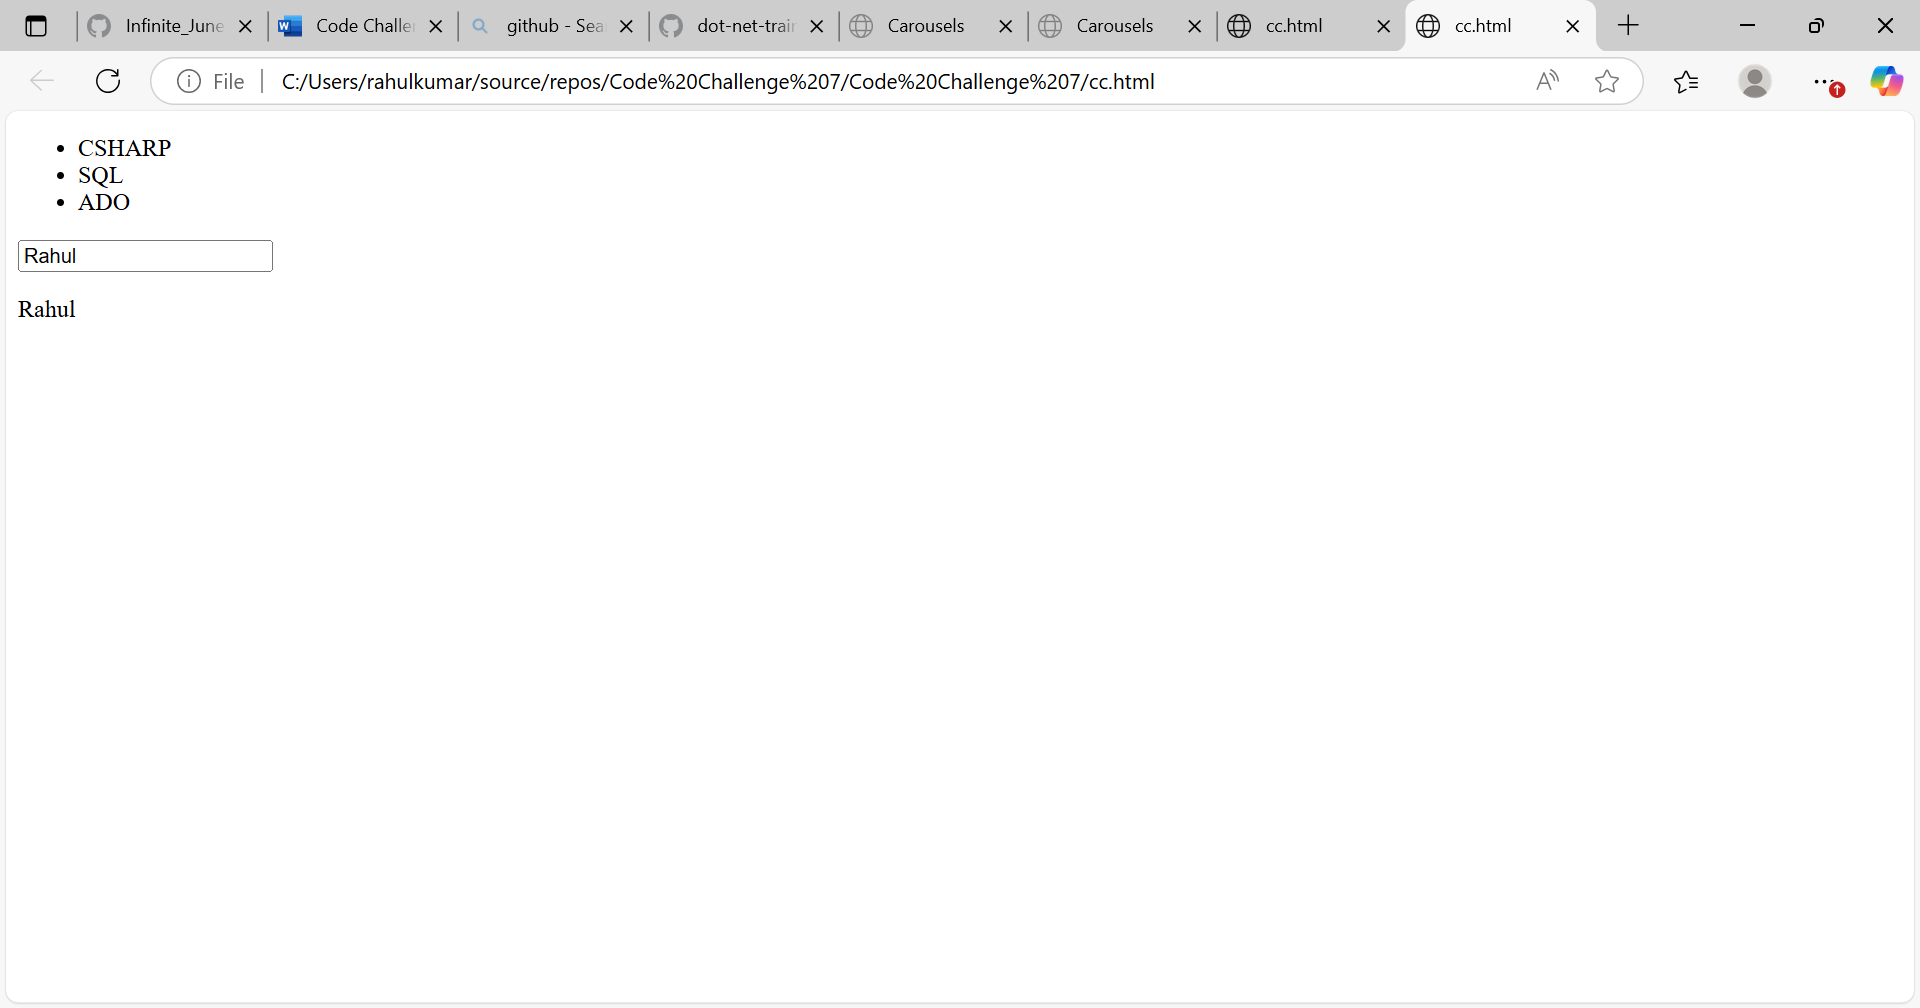 Infinite_June
Code Challe
github - Sea
dot-net-train
Carousels
Carousels
cc.html
cc.html
File
C:/Users/rahulkumar/source/repos/Code%20Challenge%207/Code%20Challenge%207/cc.html
• CSHARP
• SQL
• ADO
Rahul
Rahul